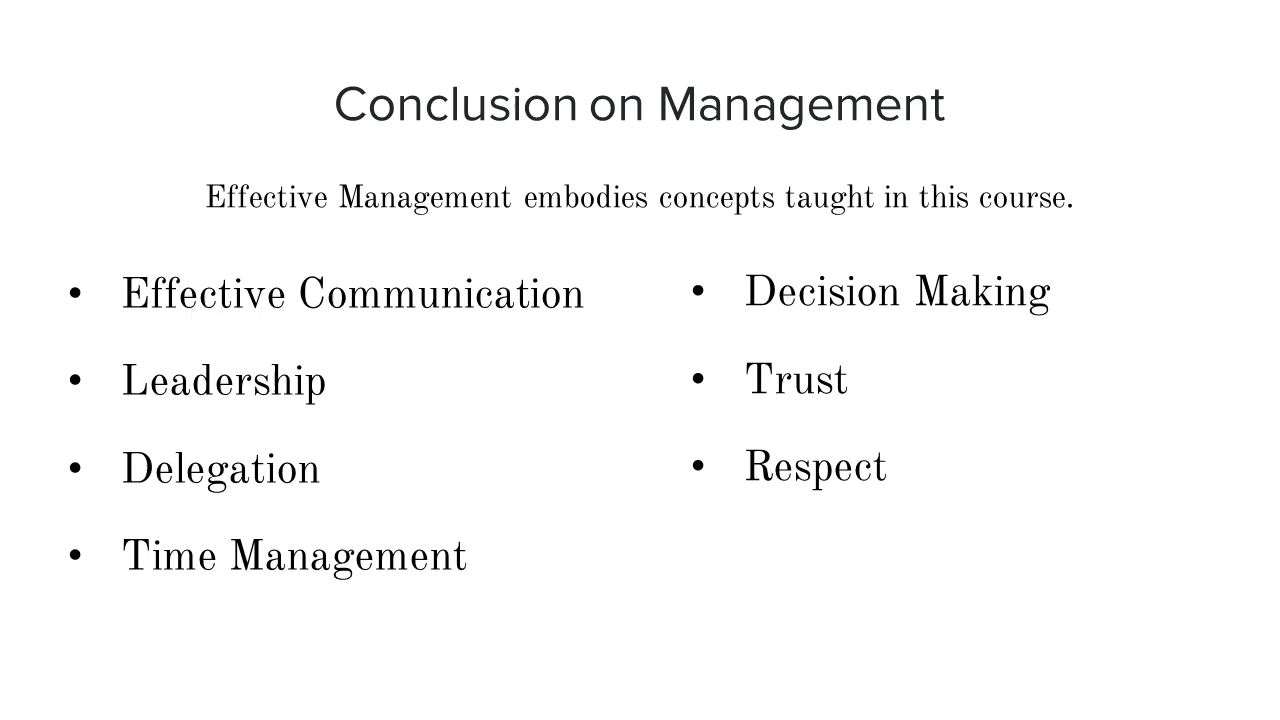 Conclusion on Management
Effective Management embodies concepts taught in this course.
• Effective Communication
• Leadership
• Delegation
• Time Management
• Decision Making
• Trust
• Respect